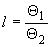 l = Θ₁ / Θ₂